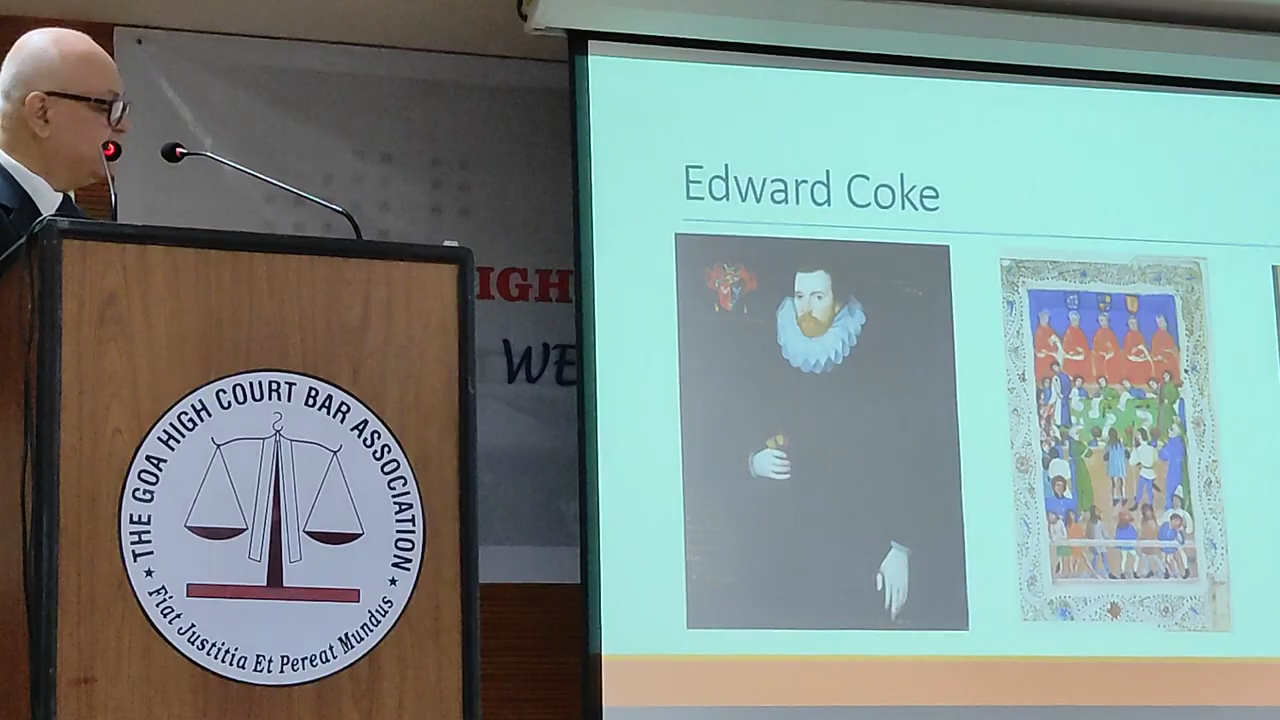 Edward Coke
IGH
WE
THE GOA HIGH COURT BAR ASSOCIATION
Fiat Justitia Et Pereat Mundus